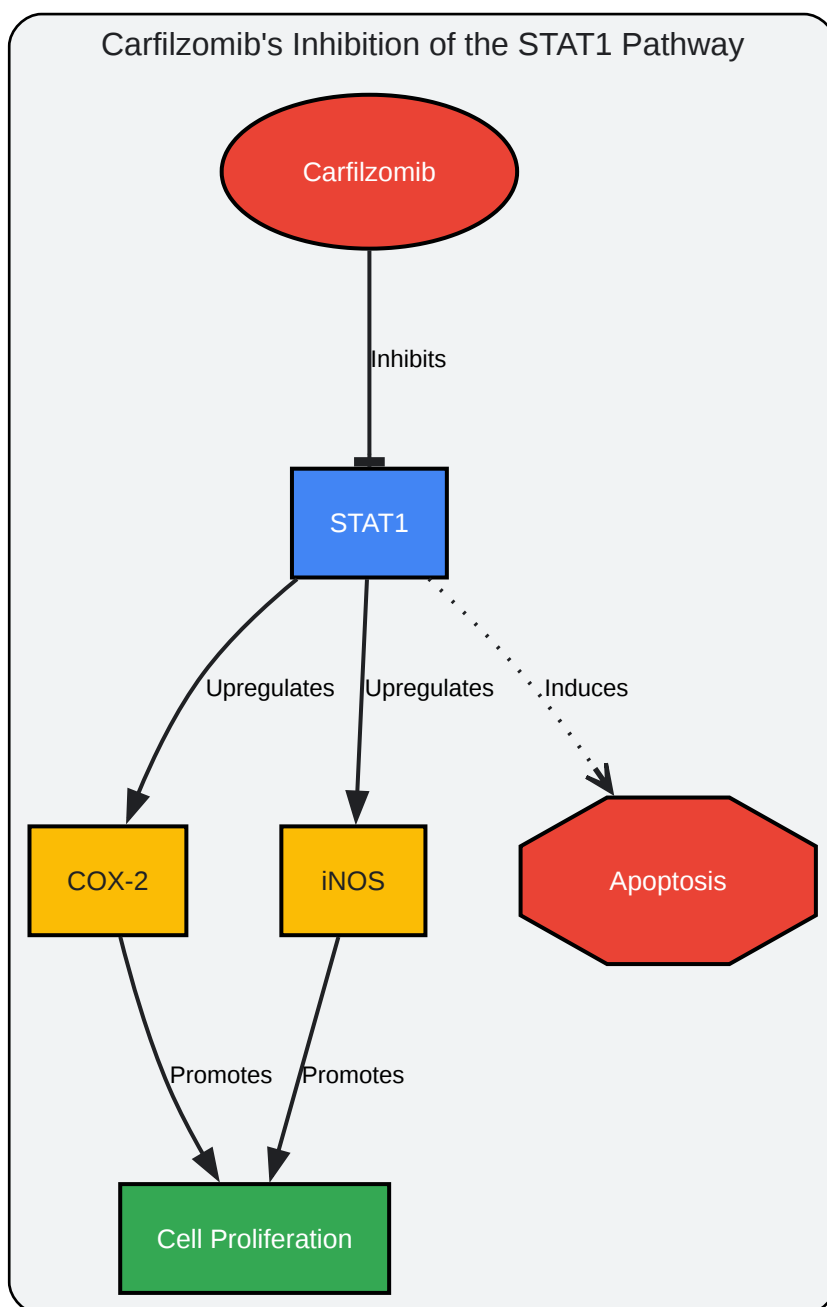 Carfilzomib's Inhibition of the STAT1 Pathway
Carfilzomib
Inhibits
STAT1
Upregulates
Upregulates
Induces
COX-2
iNOS
Apoptosis
Promotes
Promotes
Cell Proliferation